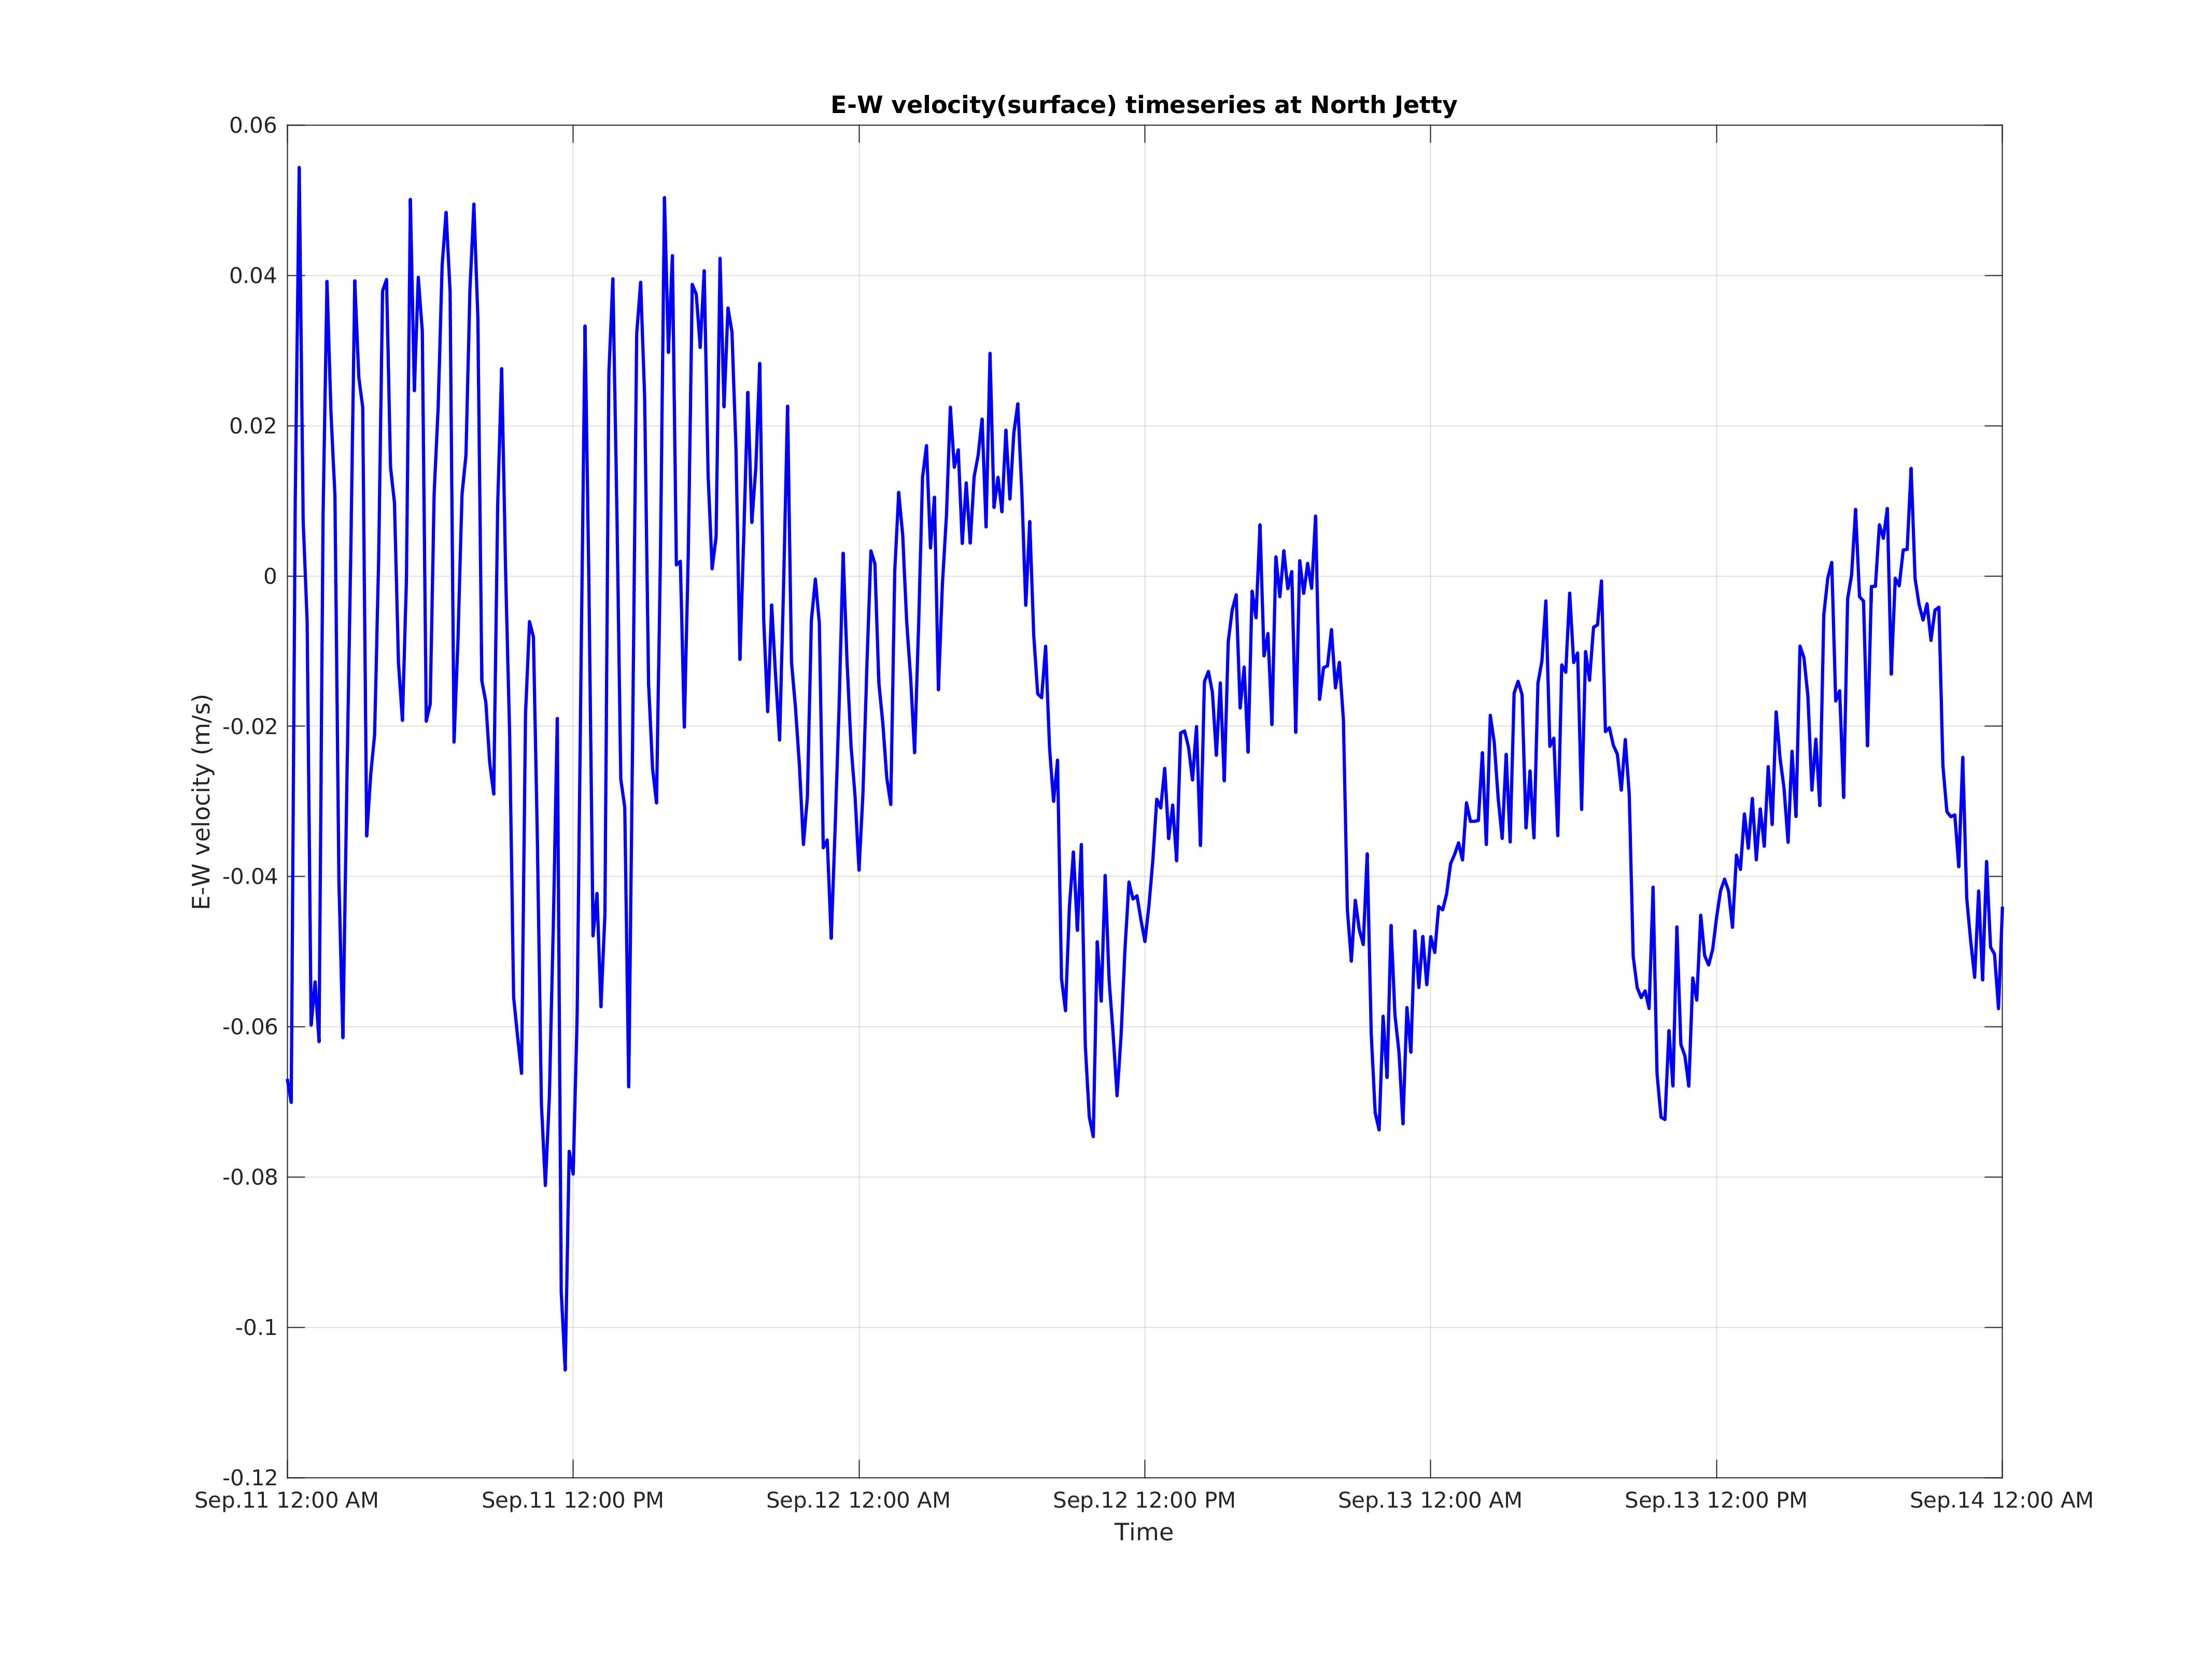 E-W velocity(surface) timeseries at North Jetty
0.06
0.04
0.02
0
-0.02
-0.04
-0.06
-0.08
-0.1
-0.12
E-W velocity (m/s)
Sep.11 12:00 AM
Sep.11 12:00 PM
Sep.12 12:00 AM
Sep.12 12:00 PM
Sep.13 12:00 AM
Sep.13 12:00 PM
Sep.14 12:00 AM
Time